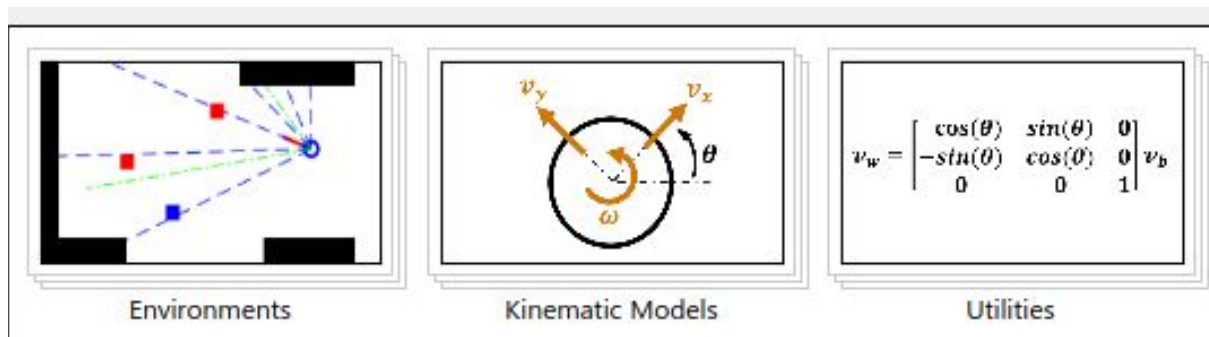 v_y
v_x
θ
ω
v_w = [cos(θ) sin(θ) 0
-sin(θ) cos(θ) 0
0 0 1] v_b
Environments
Kinematic Models
Utilities